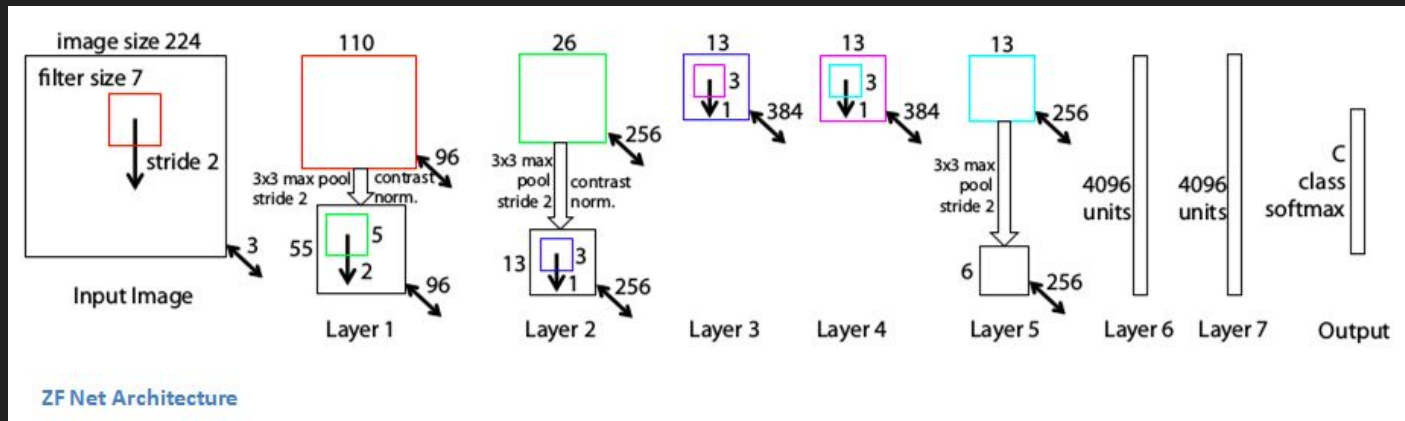 image size 224
filter size 7
stride 2
3
Input Image
110
96
3x3 max pool
stride 2
contrast
norm.
55
5
2
96
Layer 1
26
256
3x3 max
pool
stride 2
contrast
norm.
13
3
1
256
Layer 2
13
3
1
384
Layer 3
13
3
1
384
Layer 4
13
256
3x3 max
pool
stride 2
6
256
Layer 5
4096
units
Layer 6
4096
units
Layer 7
C
class
softmax
Output
ZF Net Architecture